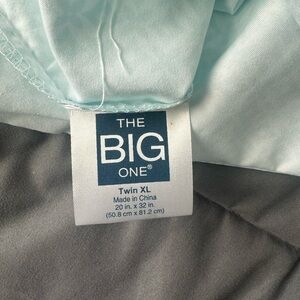 THE
BIG
ONE®
Twin XL
Made in China
20 in. x 32 in.
(50.8 cm x 81.2 cm)